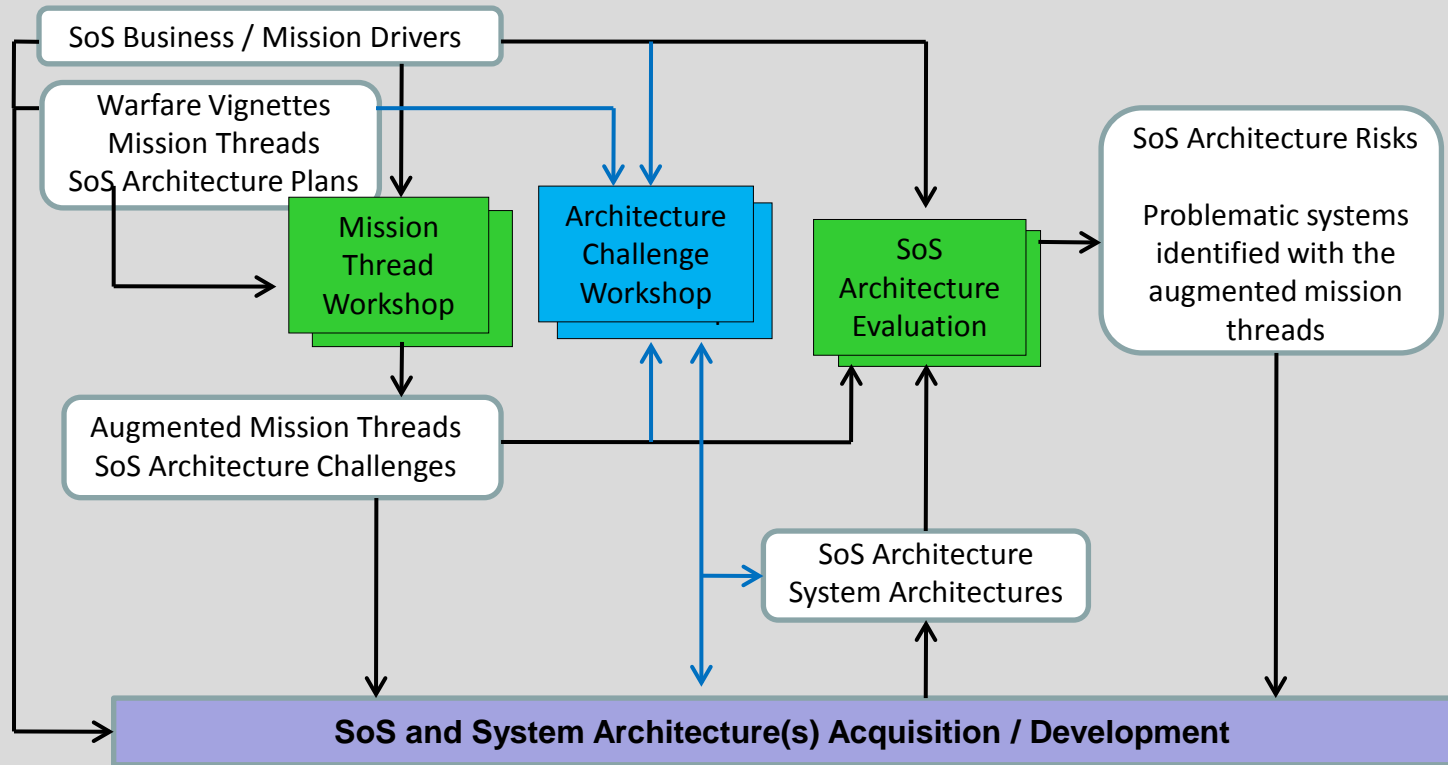 SoS Business / Mission Drivers
Warfare Vignettes
Mission Threads
SoS Architecture Plans
Mission
Thread
Workshop
Architecture
Challenge
Workshop
SoS
Architecture
Evaluation
SoS Architecture Risks
Problematic systems
identified with the
augmented mission
threads
Augmented Mission Threads
SoS Architecture Challenges
SoS Architecture
System Architectures
SoS and System Architecture(s) Acquisition / Development